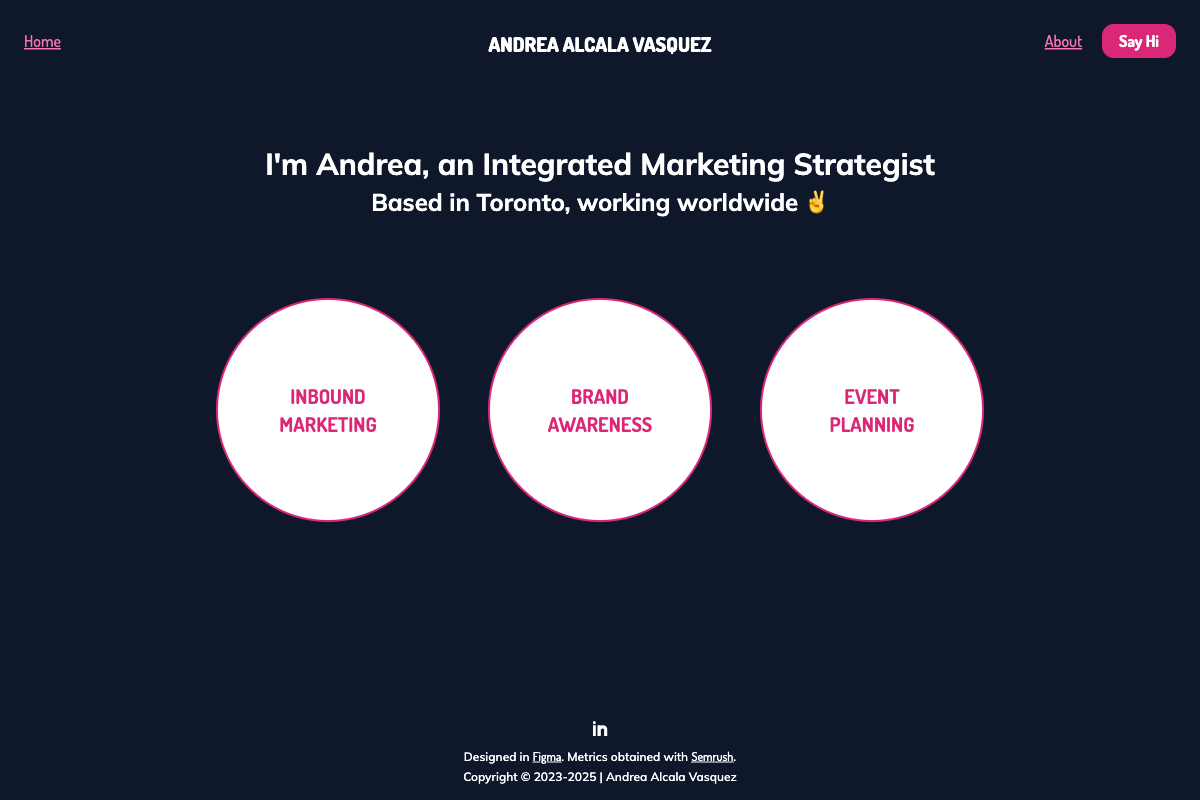 Home
ANDREA ALCALA VASQUEZ
About
Say Hi
I'm Andrea, an Integrated Marketing Strategist
Based in Toronto, working worldwide ✌️
INBOUND
MARKETING
BRAND
AWARENESS
EVENT
PLANNING
in
Designed in Figma. Metrics obtained with Semrush.
Copyright © 2023-2025 | Andrea Alcala Vasquez